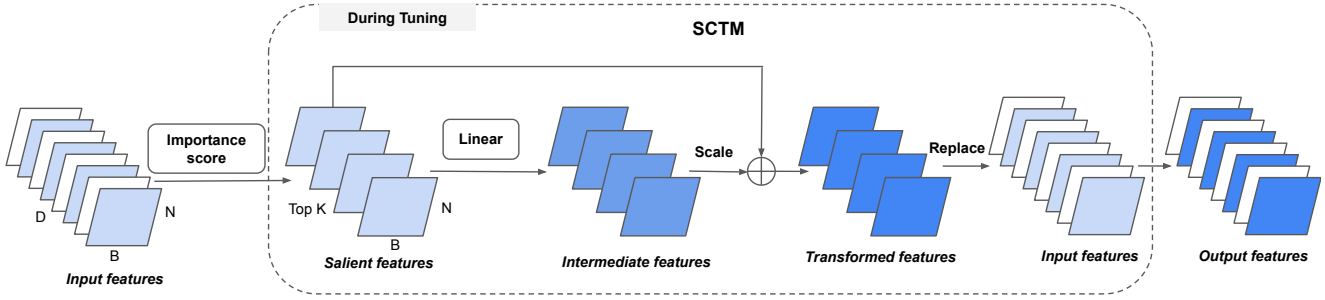 During Tuning
SCTM
Importance
score
Linear
Scale
Replace
D
N
B
Top K
N
B
Input features
Salient features
Intermediate features
Transformed features
Input features
Output features